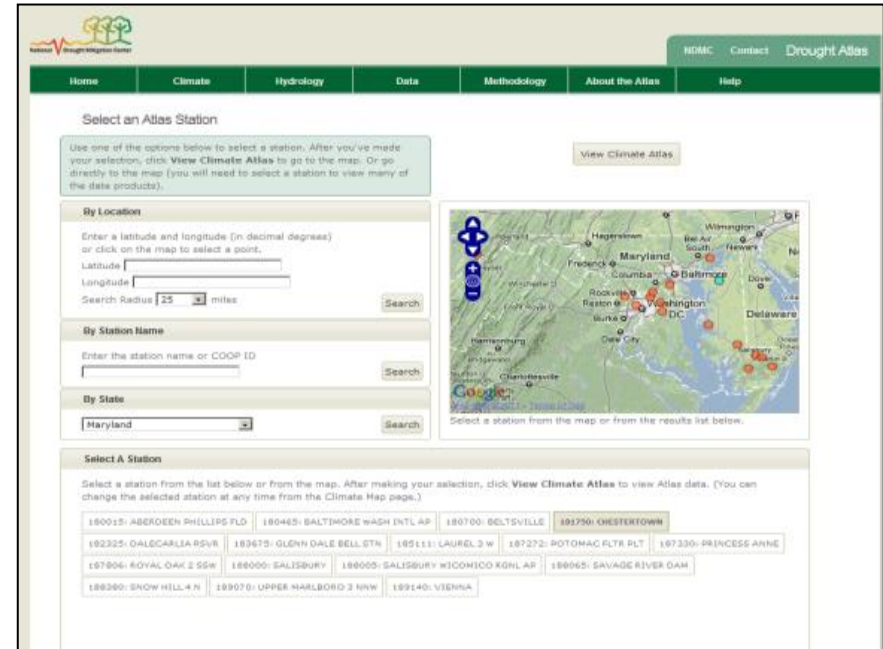 National Drought Mitigation Center
NDMC Contact Drought Atlas
Home Climate Hydrology Data Methodology About the Atlas Help
Select an Atlas Station
Use one of the options below to select a station. After you've made
your selection, click View Climate Atlas to go to the map. Or go
directly to the map (you will need to select a station to view many of
the data products).
View Climate Atlas
By Location
Enter a latitude and longitude (in decimal degrees)
or click on the map to select a point.
Latitude
Longitude
Search Radius 25 miles
Search
By Station Name
Enter the station name or COOP ID
Search
By State
Maryland
Search
Hagerstown
Wilmington
Bel Air
South
Newark
Maryland
Frederick
Columbia
Baltimore
Dover
Winchester
Rockville
Reston
Washington
DC
Front Royal
Burke
Delaware
Dale City
Harrisonburg
Salisbury
Charlottesville
Google
Select a station from the map or from the results list below.
Select A Station
Select a station from the list below or from the map. After making your selection, click View Climate Atlas to view Atlas data. (You can
change the selected station at any time from the Climate Map page.)
180015: ABERDEEN PHILLIPS FLD 180465: BALTIMORE WASH INTL AP 180700: BELTSVILLE 181750: CHESTERTOWN
182325: DALECARLIA RSVR 183675: GLENN DALE BELL STN 185111: LAUREL 3 W 187272: POTOMAC FLTR PLT 187330: PRINCESS ANNE
187806: ROYAL OAK 2 SSW 188000: SALISBURY 188005: SALISBURY WICOMICO RGNL AP 188065: SAVAGE RIVER DAM
188380: SNOW HILL 4 N 189070: UPPER MARLBORO 3 NNW 189140: VIENNA